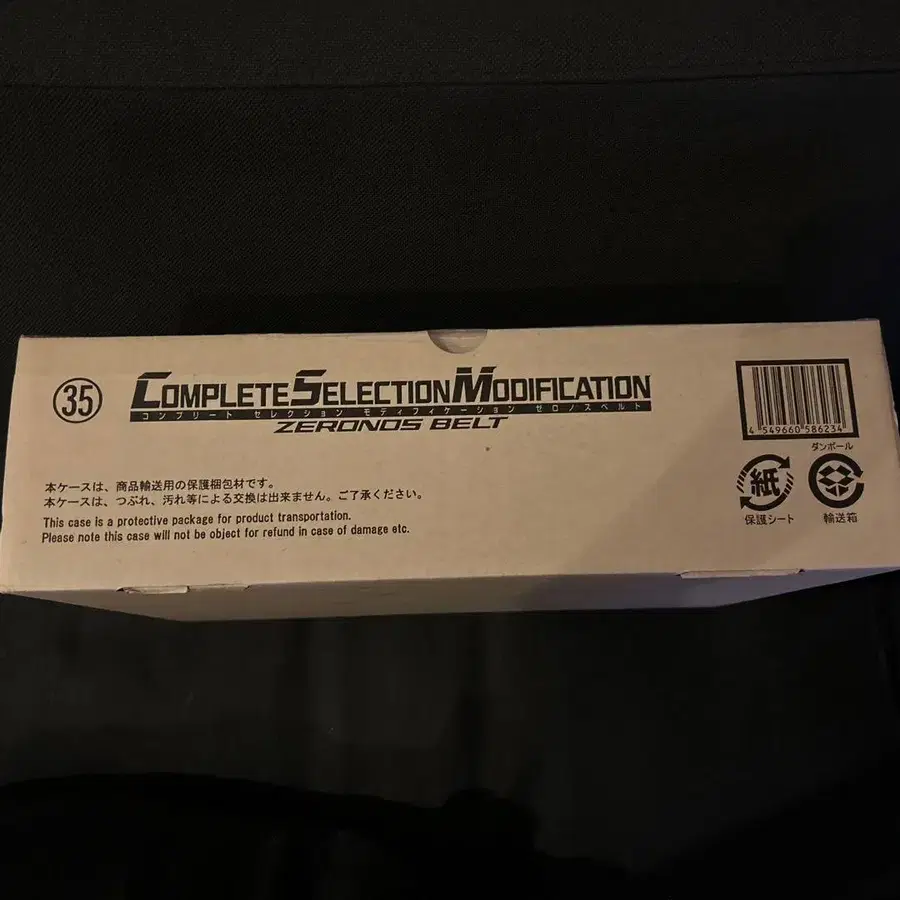 35
COMPLETE SELECTION MODIFICATION
コンプリート セレクション モディフィケーション ゼロノスベルト
ZERONOS BELT
4 549660 586234
ダンボール
紙
保護シート
輸送箱
本ケースは、商品輸送用の保護梱包材です。
本ケースは、つぶれ、汚れ等による交換は出来ません。ご了承ください。
This case is a protective package for product transportation.
Please note this case will not be object for refund in case of damage etc.